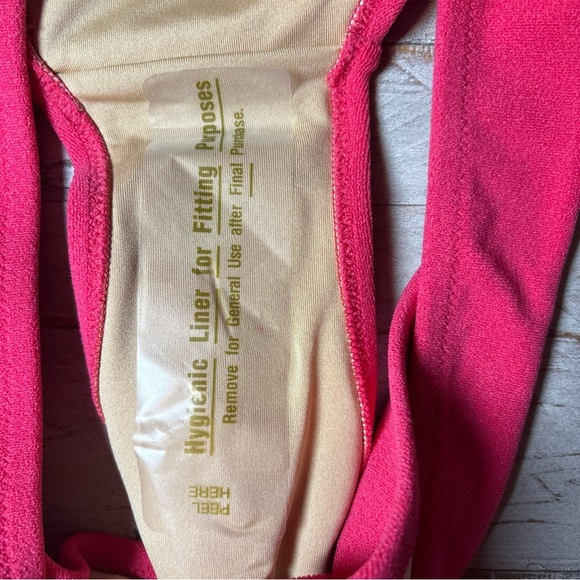 Hygienic Liner for Fitting Purposes
Remove for General Use after Final Purchase.
PEEL
HERE